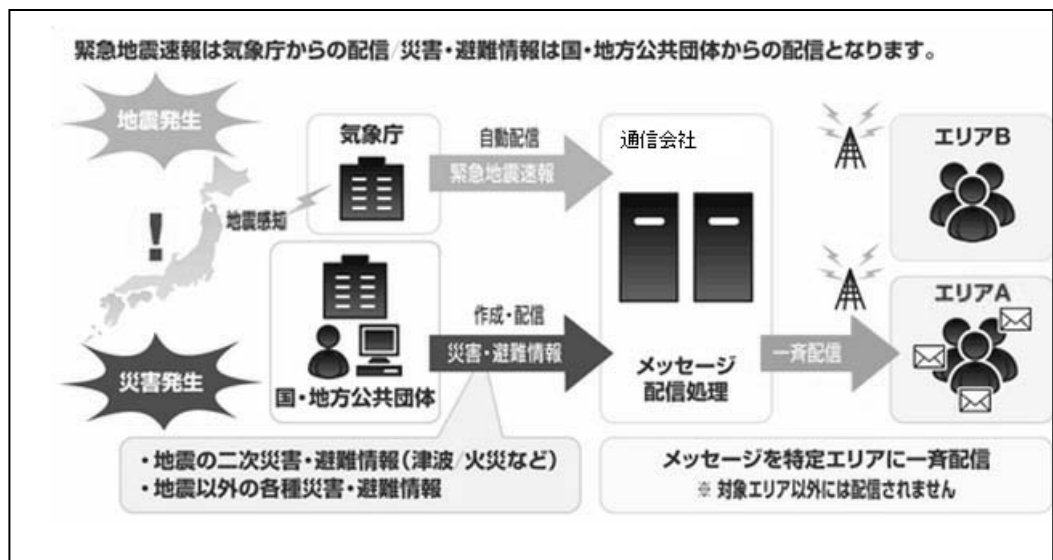 緊急地震速報は気象庁からの配信/災害・避難情報は国・地方公共団体からの配信となります。
地震発生
地震感知
気象庁
自動配信
緊急地震速報
通信会社
エリアB
災害発生
!
国・地方公共団体
作成・配信
災害・避難情報
メッセージ
配信処理
一斉配信
エリアA
・地震の二次災害・避難情報(津波/火災など)
・地震以外の各種災害・避難情報
メッセージを特定エリアに一斉配信
※ 対象エリア以外には配信されません